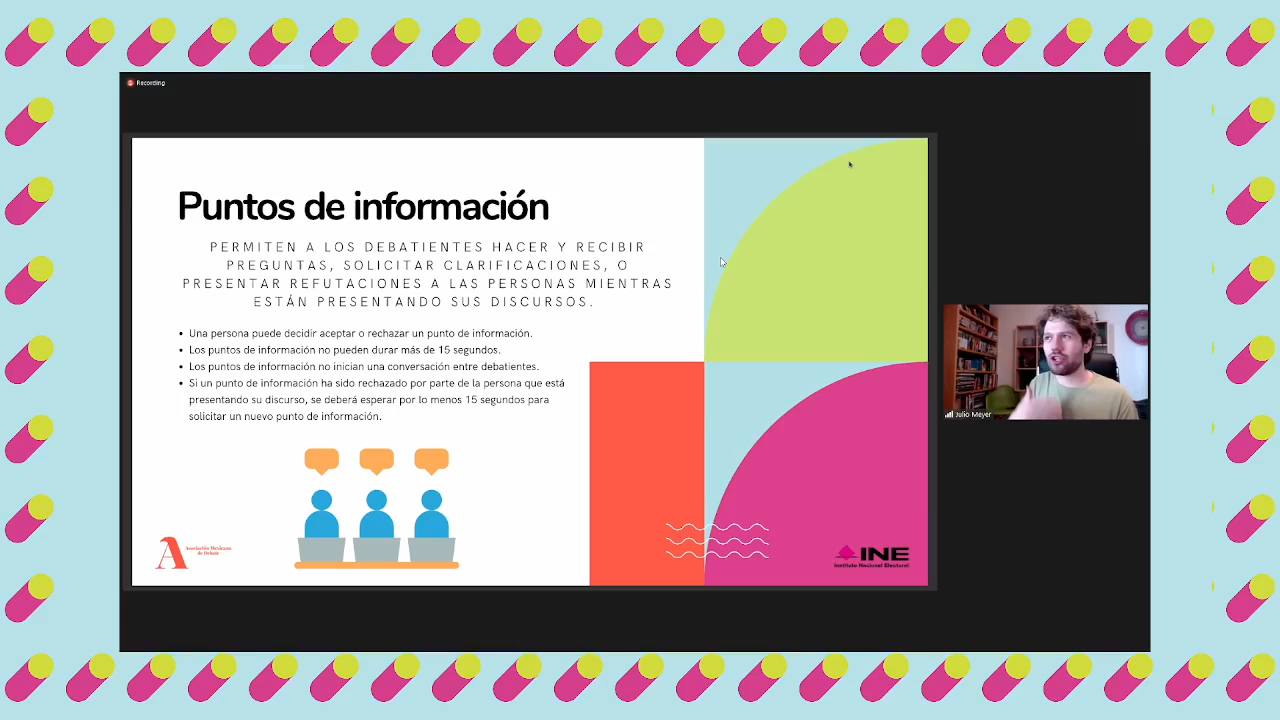 Recording
Puntos de información
PERMITEN A LOS DEBATIENTES HACER Y RECIBIR
PREGUNTAS, SOLICITAR CLARIFICACIONES, O
PRESENTAR REFUTACIONES A LAS PERSONAS MIENTRAS
ESTÁN PRESENTANDO SUS DISCURSOS.
• Una persona puede decidir aceptar o rechazar un punto de información.
• Los puntos de información no pueden durar más de 15 segundos.
• Los puntos de información no inician una conversación entre debatientes.
• Si un punto de información ha sido rechazado por parte de la persona que está
presentando su discurso, se deberá esperar por lo menos 15 segundos para
solicitar un nuevo punto de información.
Julio Meyer
A
Asociación Mexicana
de Debate
INE
Instituto Nacional Electoral